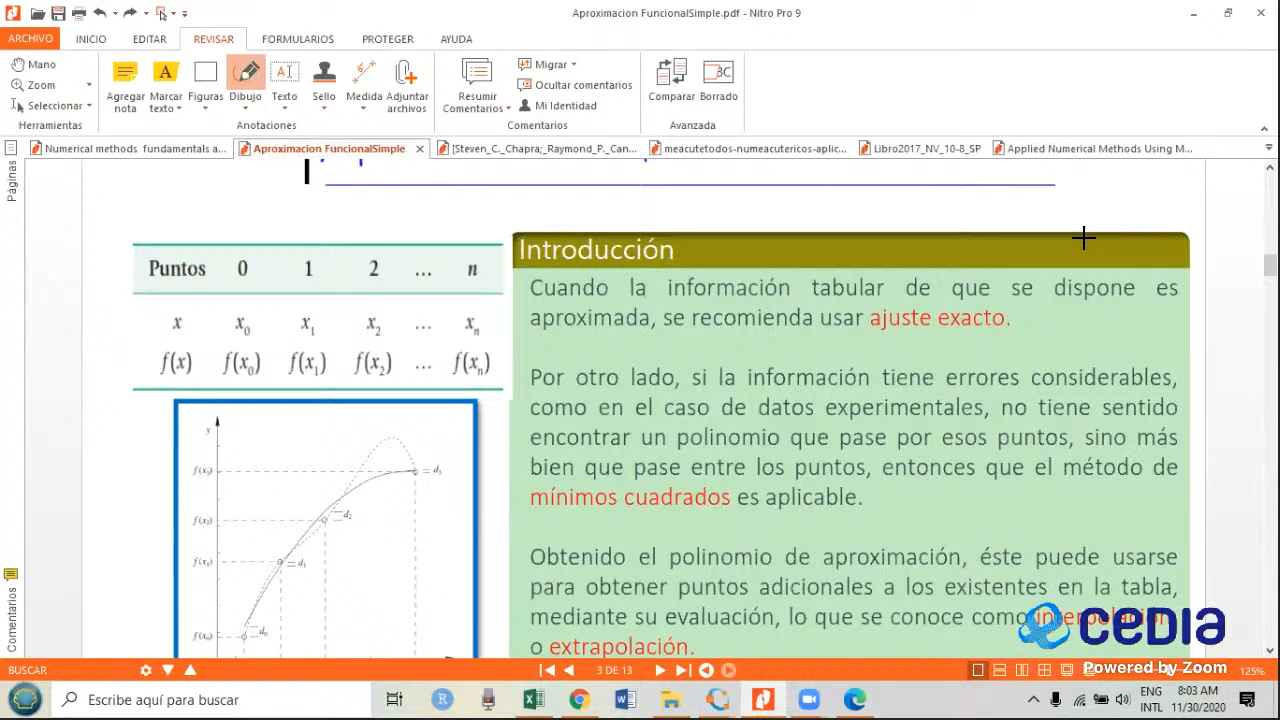 Aproximacion FuncionalSimple.pdf - Nitro Pro 9
ARCHIVO INICIO EDITAR REVISAR FORMULARIOS PROTEGER AYUDA
Mano
Zoom
Seleccionar
Herramientas
Agregar nota
Marcar texto
Figuras
Dibujo
Texto
Sello
Medida
Adjuntar archivos
Anotaciones
Resumir Comentarios
Migrar
Ocultar comentarios
Mi Identidad
Comentarios
Comparar
Borrado
Avanzada
Numerical methods fundamentals a...
Aproximacion FuncionalSimple
[Steven_C._Chapra;_Raymond_P._Can...
meacutetodos-numeacutericos-aplic...
Libro2017_NV_10-8_SP
Applied Numerical Methods Using M...
Páginas
Comentarios
Puntos 0 1 2 ... n
x x0 x1 x2 ... xn
f(x) f(x0) f(x1) f(x2) ... f(xn)
y
f(x3) d3
f(x2) d2
f(x1) d1
f(x0) d0
Introducción
Cuando la información tabular de que se dispone es
aproximada, se recomienda usar ajuste exacto.
Por otro lado, si la información tiene errores considerables,
como en el caso de datos experimentales, no tiene sentido
encontrar un polinomio que pase por esos puntos, sino más
bien que pase entre los puntos, entonces que el método de
mínimos cuadrados es aplicable.
Obtenido el polinomio de aproximación, éste puede usarse
para obtener puntos adicionales a los existentes en la tabla,
mediante su evaluación, lo que se conoce como interpolación
o extrapolación.
cedia
Powered by Zoom
BUSCAR
3 DE 13
125%
Escribe aquí para buscar
ENG
INTL
8:03 AM
11/30/2020